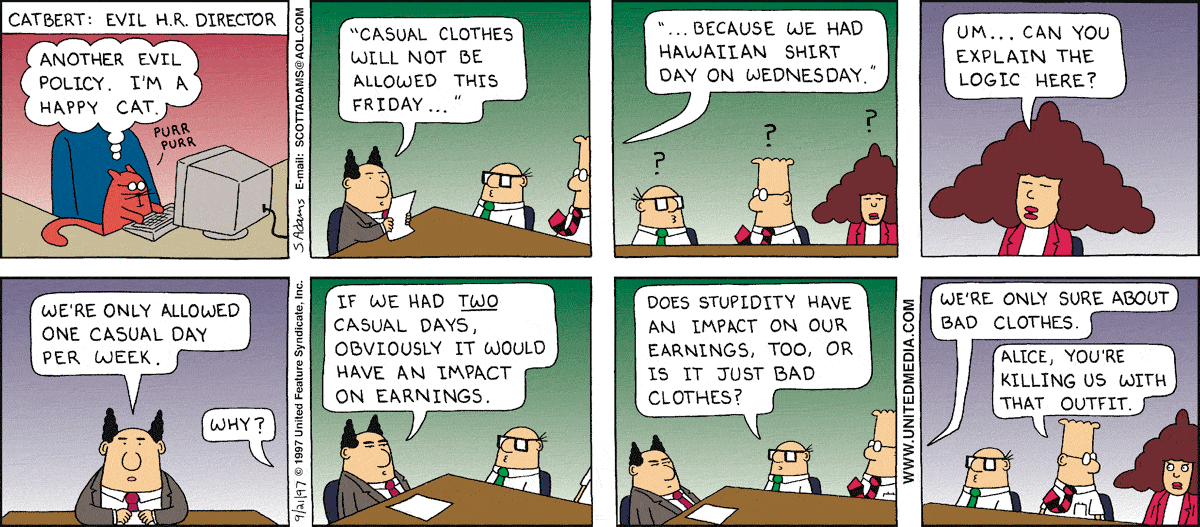 CATBERT: EVIL H.R. DIRECTOR
ANOTHER EVIL
POLICY. I'M A
HAPPY CAT.
PURR
PURR
S.Adams E-mail: SCOTTADAMS@AOL.COM
"CASUAL CLOTHES
WILL NOT BE
ALLOWED THIS
FRIDAY..."
"...BECAUSE WE HAD
HAWAIIAN SHIRT
DAY ON WEDNESDAY."
?
?
?
UM... CAN YOU
EXPLAIN THE
LOGIC HERE?
WE'RE ONLY ALLOWED
ONE CASUAL DAY
PER WEEK.
WHY?
9/21/97 © 1997 United Feature Syndicate, Inc.
IF WE HAD TWO
CASUAL DAYS,
OBVIOUSLY IT WOULD
HAVE AN IMPACT
ON EARNINGS.
DOES STUPIDITY HAVE
AN IMPACT ON OUR
EARNINGS, TOO, OR
IS IT JUST BAD
CLOTHES?
WWW.UNITEDMEDIA.COM
WE'RE ONLY SURE ABOUT
BAD CLOTHES.
ALICE, YOU'RE
KILLING US WITH
THAT OUTFIT.